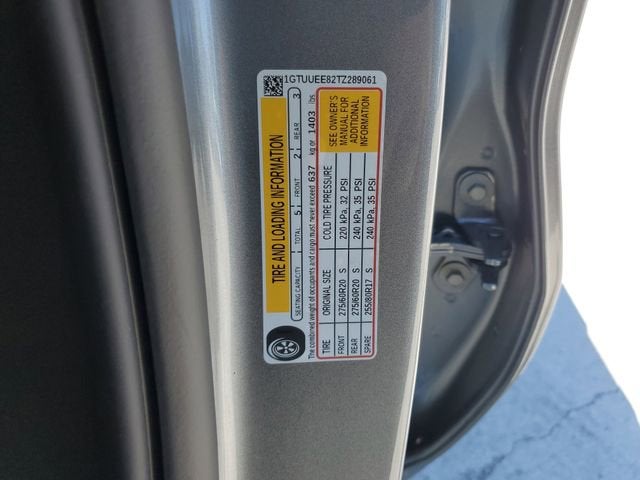 1GTUUEE82TZ289061
TIRE AND LOADING INFORMATION
SEATING CAPACITY TOTAL 5 FRONT 2 REAR 3
The combined weight of occupants and cargo must never exceed 637 kg or 1403 lbs
TIRE ORIGINAL SIZE COLD TIRE PRESSURE
FRONT 275/60R20 S 220 kPa, 32 PSI
REAR 275/60R20 S 240 kPa, 35 PSI
SPARE 255/80R17 S 240 kPa, 35 PSI
SEE OWNER'S
MANUAL FOR
ADDITIONAL
INFORMATION